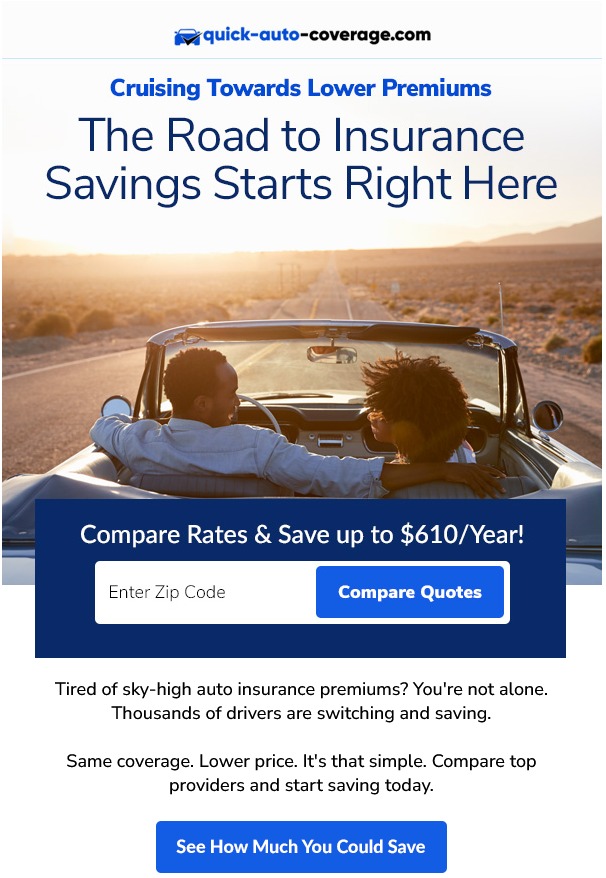 quick-auto-coverage.com
Cruising Towards Lower Premiums
The Road to Insurance
Savings Starts Right Here
Compare Rates & Save up to $610/Year!
Enter Zip Code
Compare Quotes
Tired of sky-high auto insurance premiums? You're not alone.
Thousands of drivers are switching and saving.
Same coverage. Lower price. It's that simple. Compare top
providers and start saving today.
See How Much You Could Save